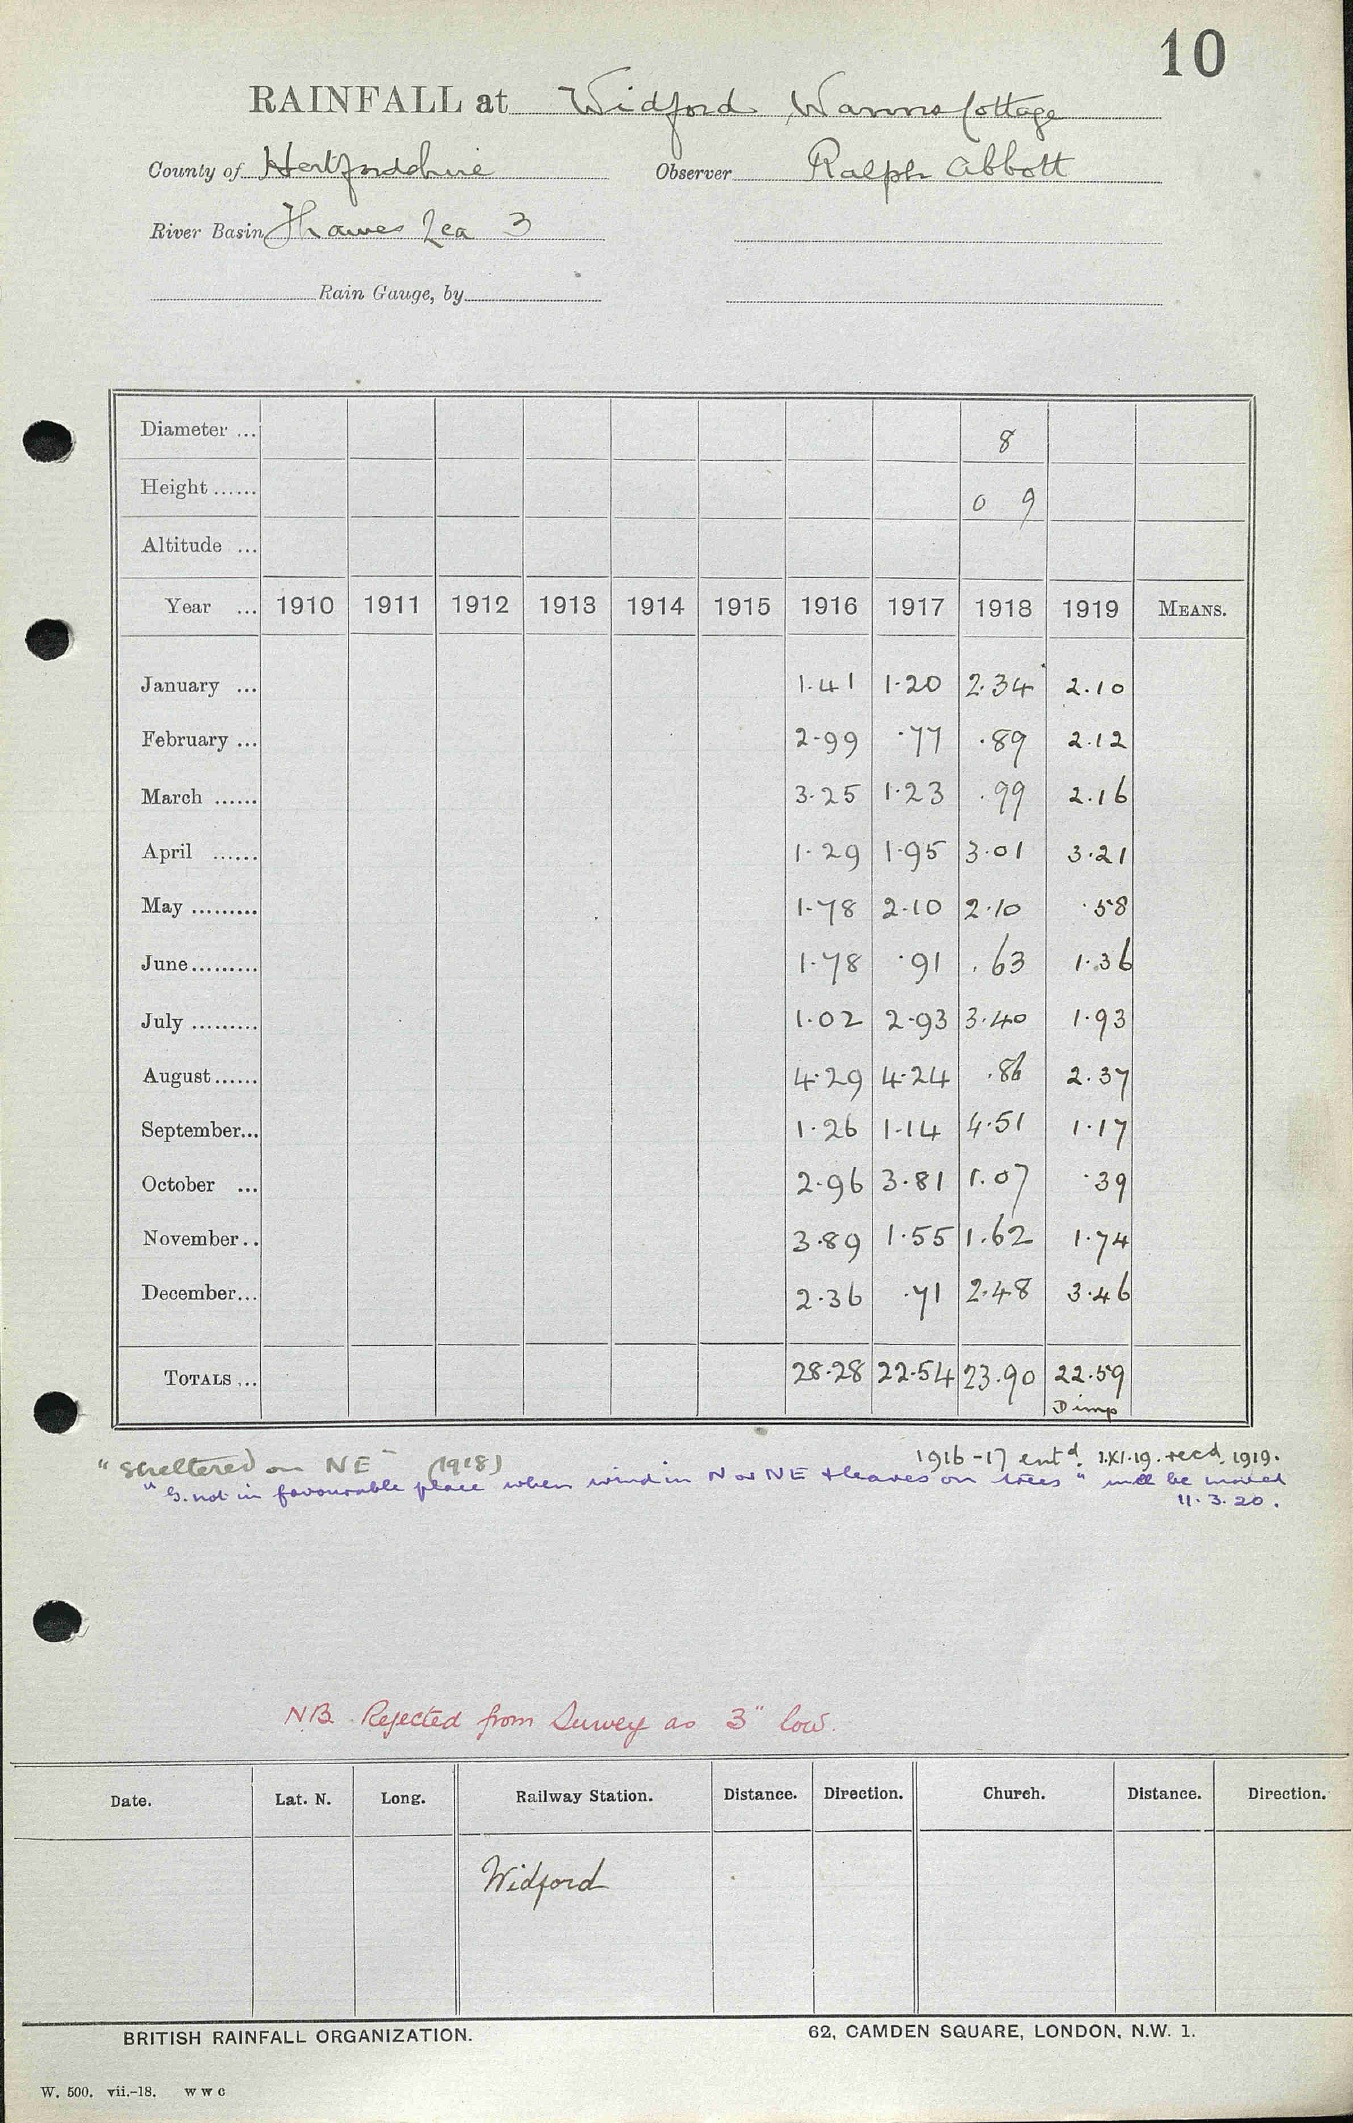 10
RAINFALL at Widford Cottage
County of Hertfordshire Observer Ralph Abbott
River Basin Thames Lea 3
Rain Gauge, by
Diameter ... 8
Height ...... 0 9
Altitude ...
Year ... 1910 1911 1912 1913 1914 1915 1916 1917 1918 1919 MEANS.
January ... 1.41 1.20 2.34 2.10
February ... 2.99 .77 .89 2.12
March ...... 3.25 1.23 .99 2.16
April ...... 1.29 1.95 3.01 3.21
May ......... 1.78 2.10 2.10 .58
June......... 1.78 .91 .63 1.36
July ......... 1.02 2.93 3.40 1.93
August...... 4.29 4.24 .86 2.37
September... 1.26 1.14 4.51 1.17
October ... 2.96 3.81 1.07 .39
November.. 3.89 1.55 1.62 1.74
December... 2.36 .71 2.48 3.46
TOTALS ... 28.28 22.54 23.90 22.59
D imp
"Sheltered on NE" (1918) 1916-17 entd. 1.XI.19. recd. 1919.
"G. not in favourable place when wind in N or NE & leaves on trees" will be moved
11.3.20.
NB. Rejected from Survey as 3" low.
Date. Lat. N. Long. Railway Station. Distance. Direction. Church. Distance. Direction.
Widford
BRITISH RAINFALL ORGANIZATION. 62, CAMDEN SQUARE, LONDON, N.W. 1.
W. 500. vii.-18. W W C